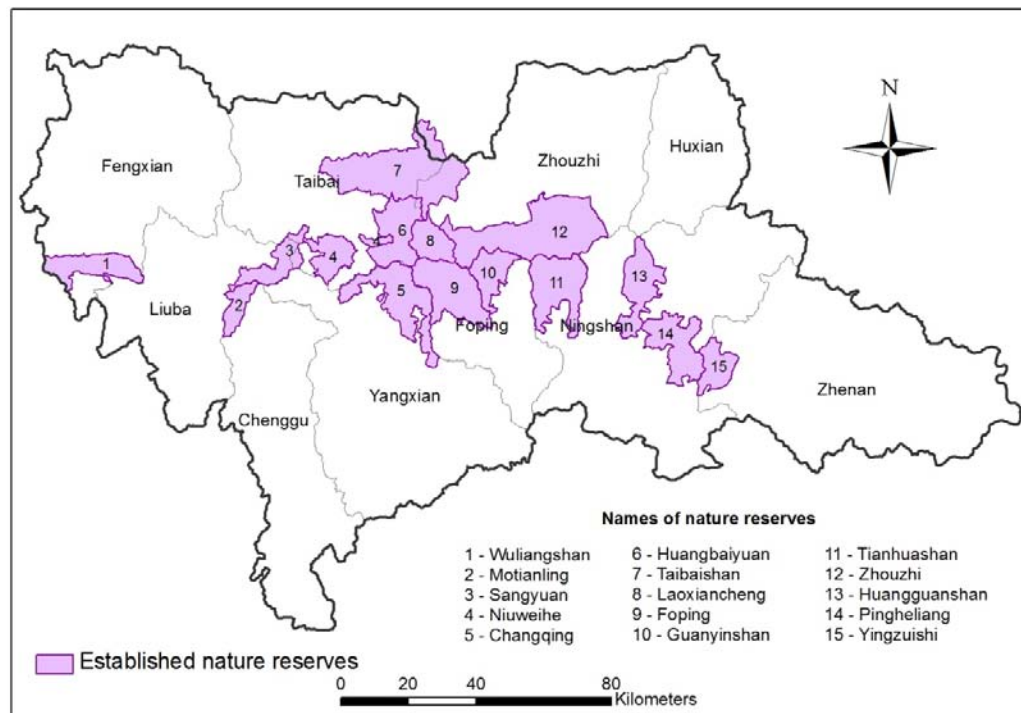 N
Huxian
Zhouzhi
Fengxian
7
Taibai
6
12
3
8
4
1
10
13
11
5
9
2
Liuba
Foping
Ningshan
14
15
Yangxian
Zhenan
Chenggu
Names of nature reserves
1 - Wuliangshan
2 - Motianling
3 - Sangyuan
4 - Niuweihe
5 - Changqing
6 - Huangbaiyuan
7 - Taibaishan
8 - Laoxiancheng
9 - Foping
10 - Guanyinshan
11 - Tianhuashan
12 - Zhouzhi
13 - Huangguanshan
14 - Pingheliang
15 - Yingzuishi
Established nature reserves
0 20 40 60 80
Kilometers